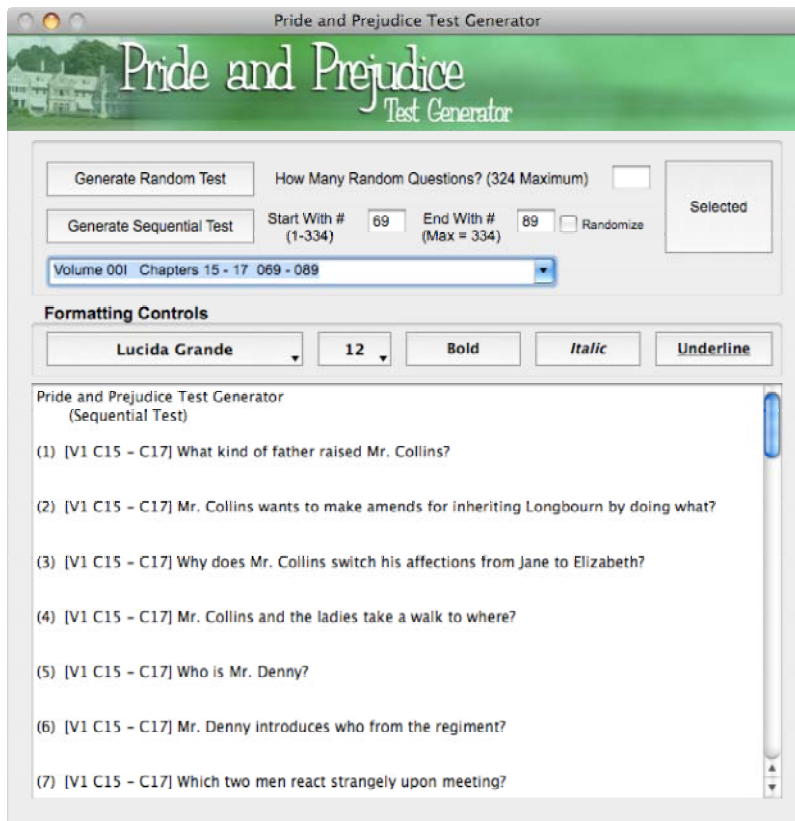 Pride and Prejudice Test Generator
Pride and Prejudice
Test Generator
Generate Random Test
How Many Random Questions? (324 Maximum)
Selected
Generate Sequential Test
Start With # 69 End With # 89 Randomize
(1-334) (Max = 334)
Volume 00I Chapters 15 - 17 069 - 089
Formatting Controls
Lucida Grande 12 Bold Italic Underline
Pride and Prejudice Test Generator
(Sequential Test)
(1) [V1 C15 – C17] What kind of father raised Mr. Collins?
(2) [V1 C15 – C17] Mr. Collins wants to make amends for inheriting Longbourn by doing what?
(3) [V1 C15 – C17] Why does Mr. Collins switch his affections from Jane to Elizabeth?
(4) [V1 C15 – C17] Mr. Collins and the ladies take a walk to where?
(5) [V1 C15 – C17] Who is Mr. Denny?
(6) [V1 C15 – C17] Mr. Denny introduces who from the regiment?
(7) [V1 C15 – C17] Which two men react strangely upon meeting?